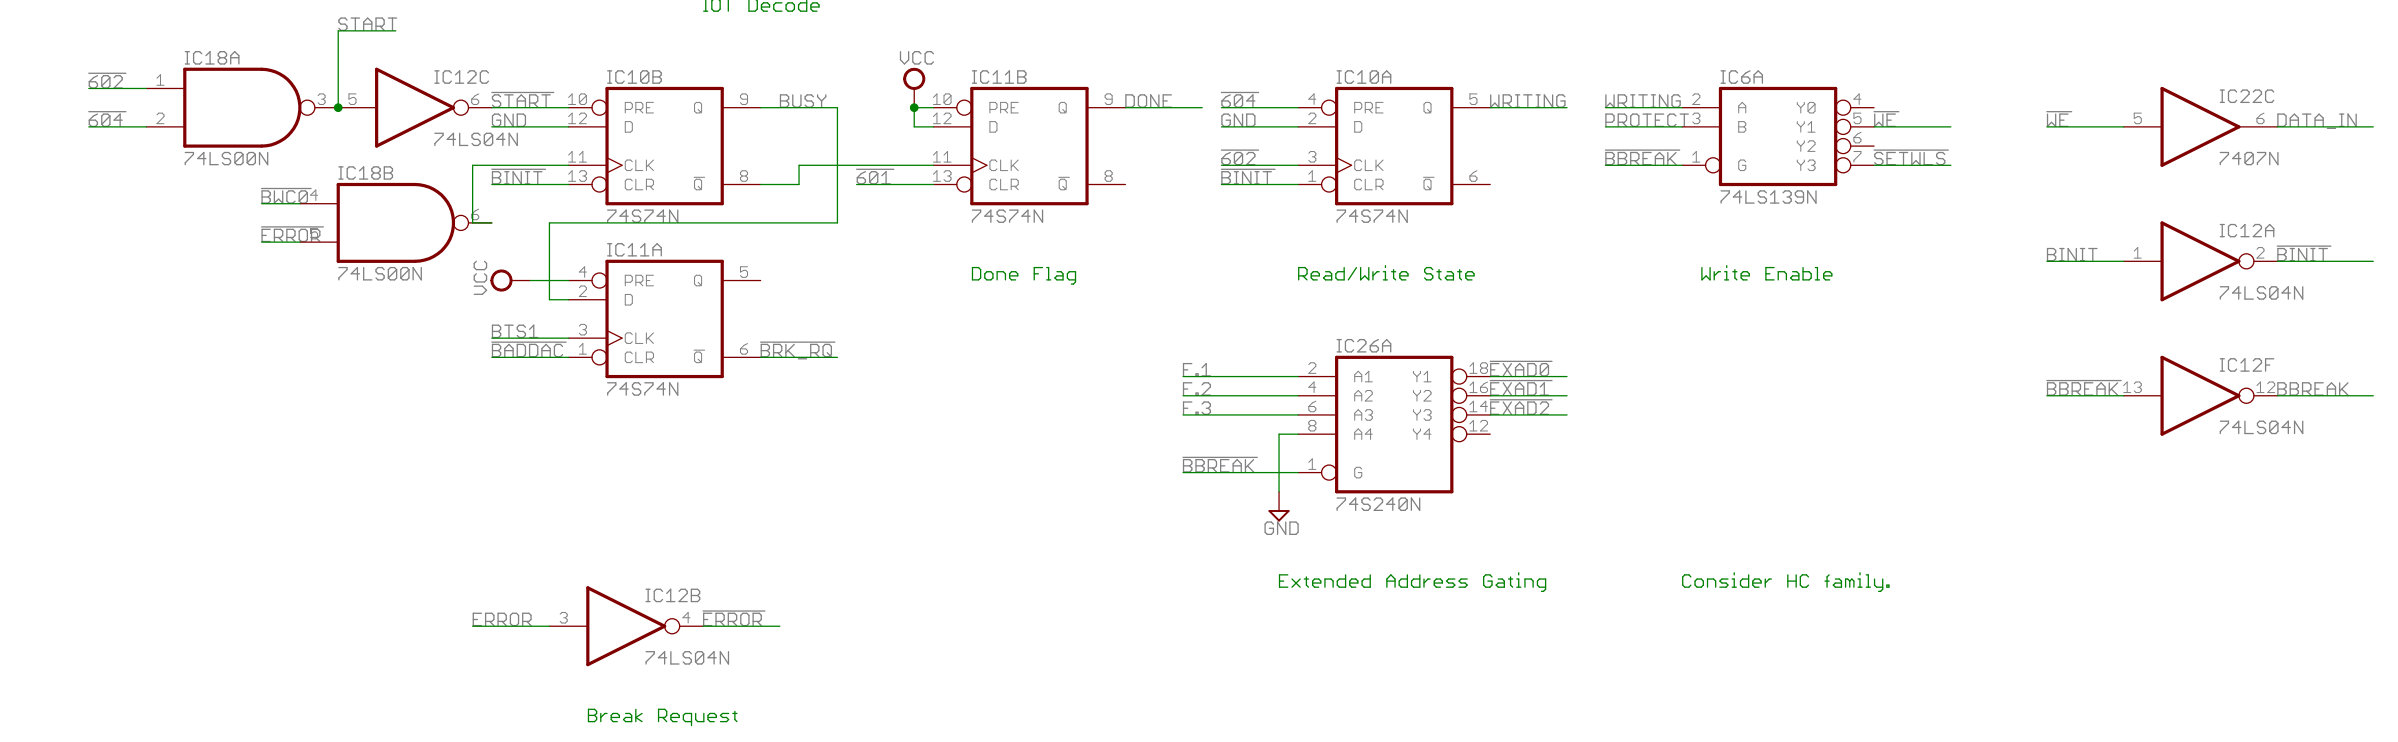 IOT Decode
START
IC18A
602
1
3
5
604
2
74LS00N
IC12C
6
74LS04N
IC18B
BWC0
4
6
ERROR
5
74LS00N
IC10B
START
10
PRE
Q
9
BUSY
GND
12
D
11
CLK
BINIT
13
CLR
Q
8
74S74N
IC11A
VCC
4
PRE
Q
5
2
D
BTS1
3
CLK
BADDAC
1
CLR
Q
6
BRK_RQ
74S74N
VCC
IC11B
10
PRE
Q
9
DONE
12
D
11
CLK
601
13
CLR
Q
8
74S74N
Done Flag
IC10A
604
4
PRE
Q
5
WRITING
GND
2
D
602
3
CLK
BINIT
1
CLR
Q
6
74S74N
Read/Write State
IC6A
WRITING
2
A
Y0
4
PROTECT
3
B
Y1
5
WE
Y2
6
BBREAK
1
G
Y3
7
SETWLS
74LS139N
Write Enable
IC22C
WE
5
6
DATA_IN
7407N
IC12A
BINIT
1
2
BINIT
74LS04N
IC12F
BBREAK
13
12
BBREAK
74LS04N
IC26A
F.1
2
A1
Y1
18
EXAD0
F.2
4
A2
Y2
16
EXAD1
F.3
6
A3
Y3
14
EXAD2
8
A4
Y4
12
BBREAK
1
G
74S240N
GND
Extended Address Gating
Consider HC family.
IC12B
ERROR
3
4
ERROR
74LS04N
Break Request